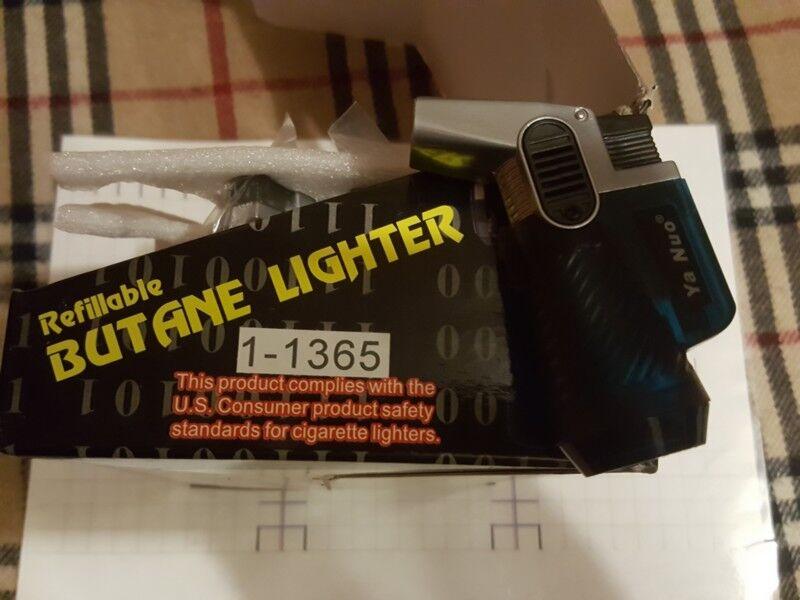 Refillable
BUTANE LIGHTER
1-1365
This product complies with the
U.S. Consumer product safety
standards for cigarette lighters.
Ya Nuo®